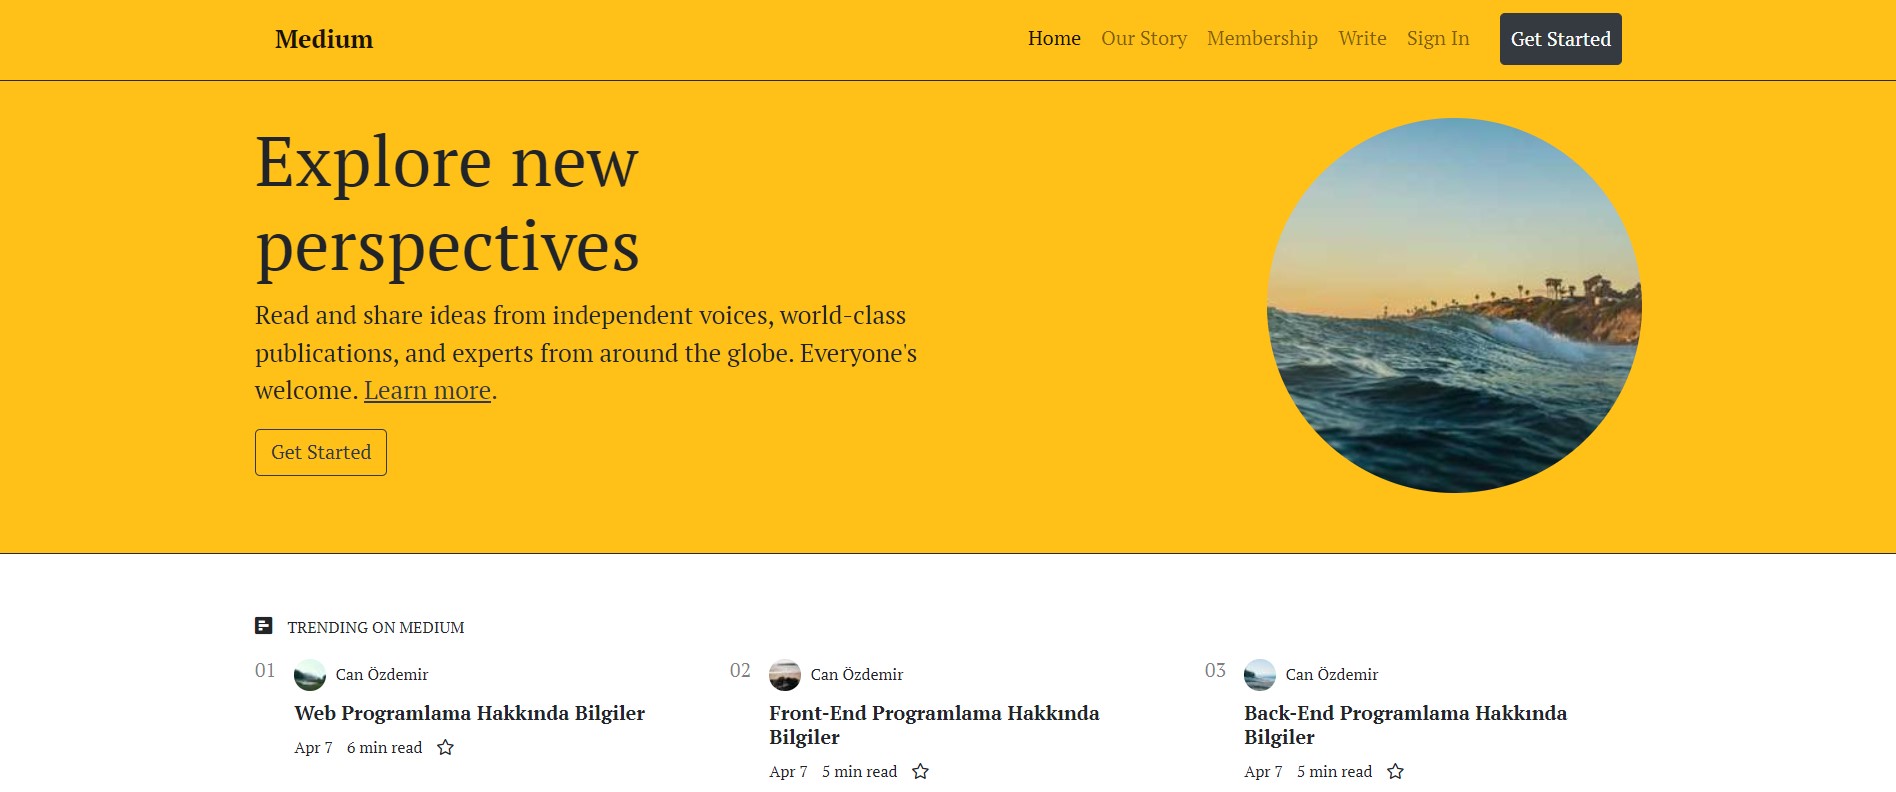 Medium
Home Our Story Membership Write Sign In Get Started
Explore new
perspectives
Read and share ideas from independent voices, world-class
publications, and experts from around the globe. Everyone's
welcome. Learn more.
Get Started
TRENDING ON MEDIUM
01 Can Özdemir
Web Programlama Hakkında Bilgiler
Apr 7 6 min read
02 Can Özdemir
Front-End Programlama Hakkında
Bilgiler
Apr 7 5 min read
03 Can Özdemir
Back-End Programlama Hakkında
Bilgiler
Apr 7 5 min read